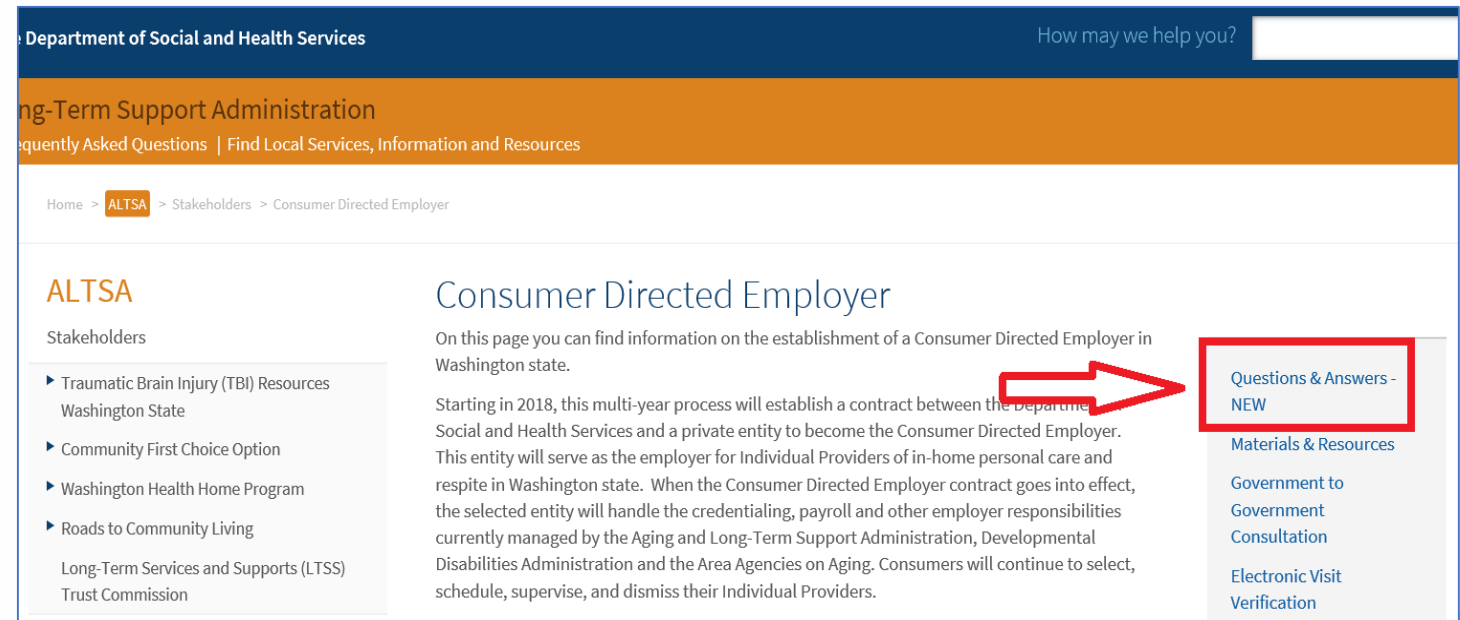 Department of Social and Health Services
How may we help you?
ng-Term Support Administration
equently Asked Questions | Find Local Services, Information and Resources
Home > ALTSA > Stakeholders > Consumer Directed Employer
ALTSA
Stakeholders
Traumatic Brain Injury (TBI) Resources
Washington State
Community First Choice Option
Washington Health Home Program
Roads to Community Living
Long-Term Services and Supports (LTSS)
Trust Commission
Consumer Directed Employer
On this page you can find information on the establishment of a Consumer Directed Employer in
Washington state.
Starting in 2018, this multi-year process will establish a contract between the
Social and Health Services and a private entity to become the Consumer Directed Employer.
This entity will serve as the employer for Individual Providers of in-home personal care and
respite in Washington state. When the Consumer Directed Employer contract goes into effect,
the selected entity will handle the credentialing, payroll and other employer responsibilities
currently managed by the Aging and Long-Term Support Administration, Developmental
Disabilities Administration and the Area Agencies on Aging. Consumers will continue to select,
schedule, supervise, and dismiss their Individual Providers.
Questions & Answers -
NEW
Materials & Resources
Government to
Government
Consultation
Electronic Visit
Verification